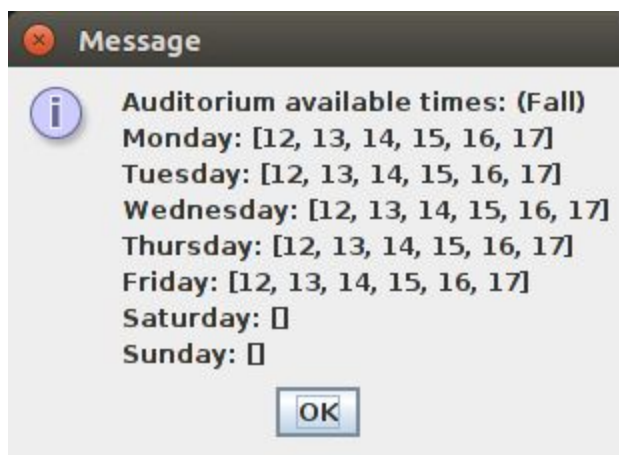 Message
Auditorium available times: (Fall)
Monday: [12, 13, 14, 15, 16, 17]
Tuesday: [12, 13, 14, 15, 16, 17]
Wednesday: [12, 13, 14, 15, 16, 17]
Thursday: [12, 13, 14, 15, 16, 17]
Friday: [12, 13, 14, 15, 16, 17]
Saturday: []
Sunday: []
OK